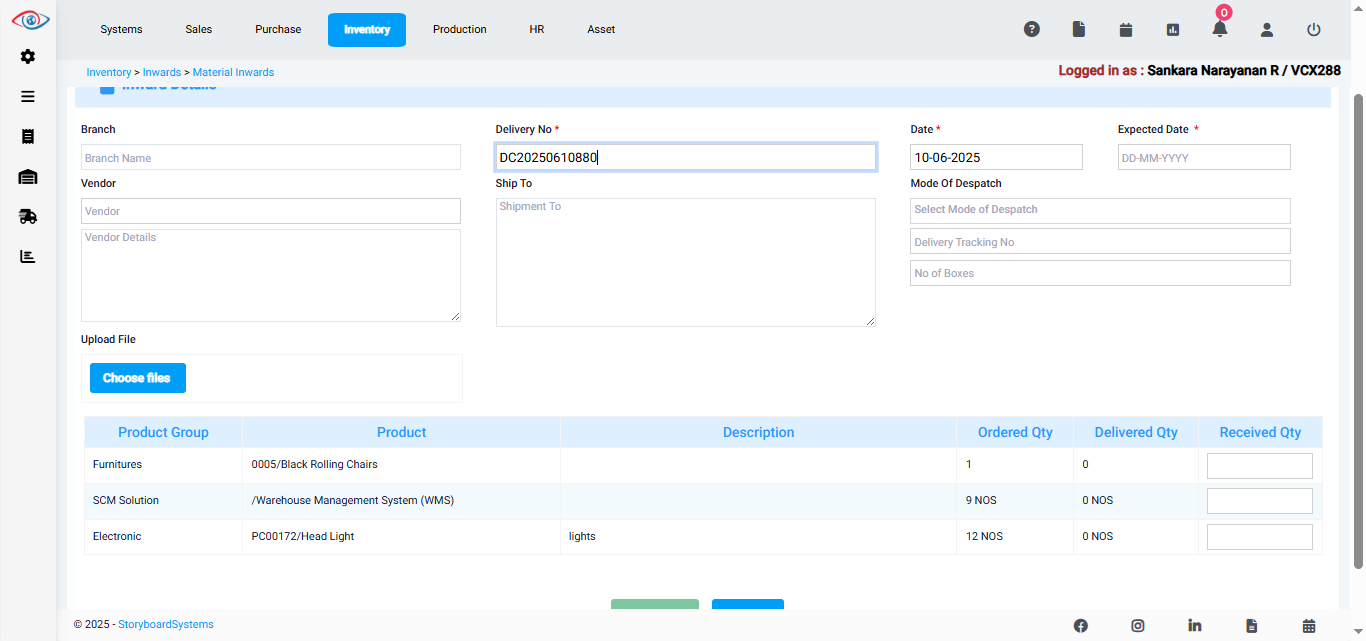 Systems Sales Purchase Inventory Production HR Asset 0
Inventory > Inwards > Material Inwards Logged in as : Sankara Narayanan R / VCX288
Inward Details
Branch Delivery No * Date * Expected Date *
Branch Name DC20250610880 10-06-2025 DD-MM-YYYY
Vendor Ship To Mode Of Despatch
Vendor Shipment To Select Mode of Despatch
Vendor Details Delivery Tracking No
No of Boxes
Upload File
Choose files
Product Group Product Description Ordered Qty Delivered Qty Received Qty
Furnitures 0005/Black Rolling Chairs 1 0
SCM Solution /Warehouse Management System (WMS) 9 NOS 0 NOS
Electronic PC00172/Head Light lights 12 NOS 0 NOS
© 2025 - StoryboardSystems